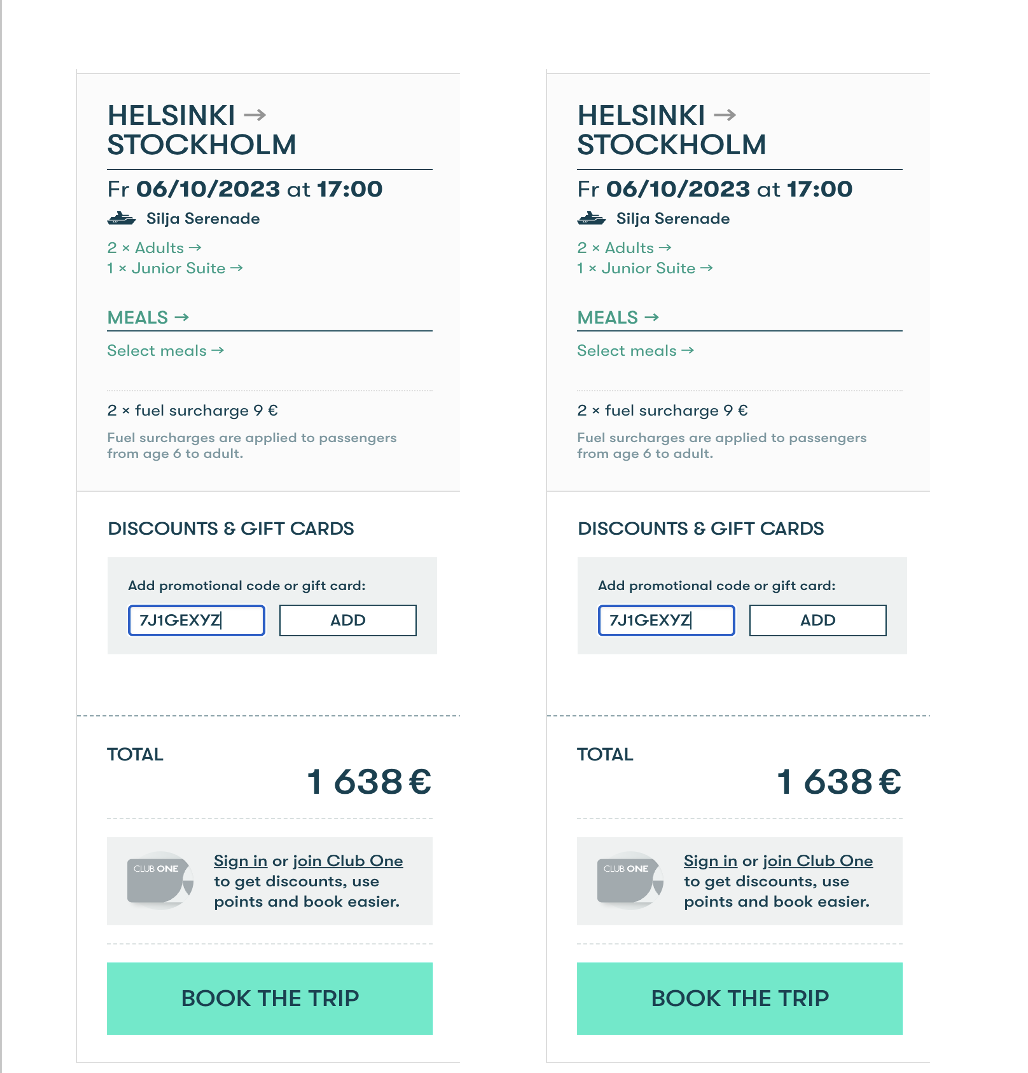 HELSINKI →
STOCKHOLM
Fr 06/10/2023 at 17:00
Silja Serenade
2 × Adults →
1 × Junior Suite →
MEALS →
Select meals →
2 × fuel surcharge 9 €
Fuel surcharges are applied to passengers
from age 6 to adult.
DISCOUNTS & GIFT CARDS
Add promotional code or gift card:
7J1GEXYZ
ADD
TOTAL
1 638 €
CLUB ONE
Sign in or join Club One
to get discounts, use
points and book easier.
BOOK THE TRIP
HELSINKI →
STOCKHOLM
Fr 06/10/2023 at 17:00
Silja Serenade
2 × Adults →
1 × Junior Suite →
MEALS →
Select meals →
2 × fuel surcharge 9 €
Fuel surcharges are applied to passengers
from age 6 to adult.
DISCOUNTS & GIFT CARDS
Add promotional code or gift card:
7J1GEXYZ
ADD
TOTAL
1 638 €
CLUB ONE
Sign in or join Club One
to get discounts, use
points and book easier.
BOOK THE TRIP